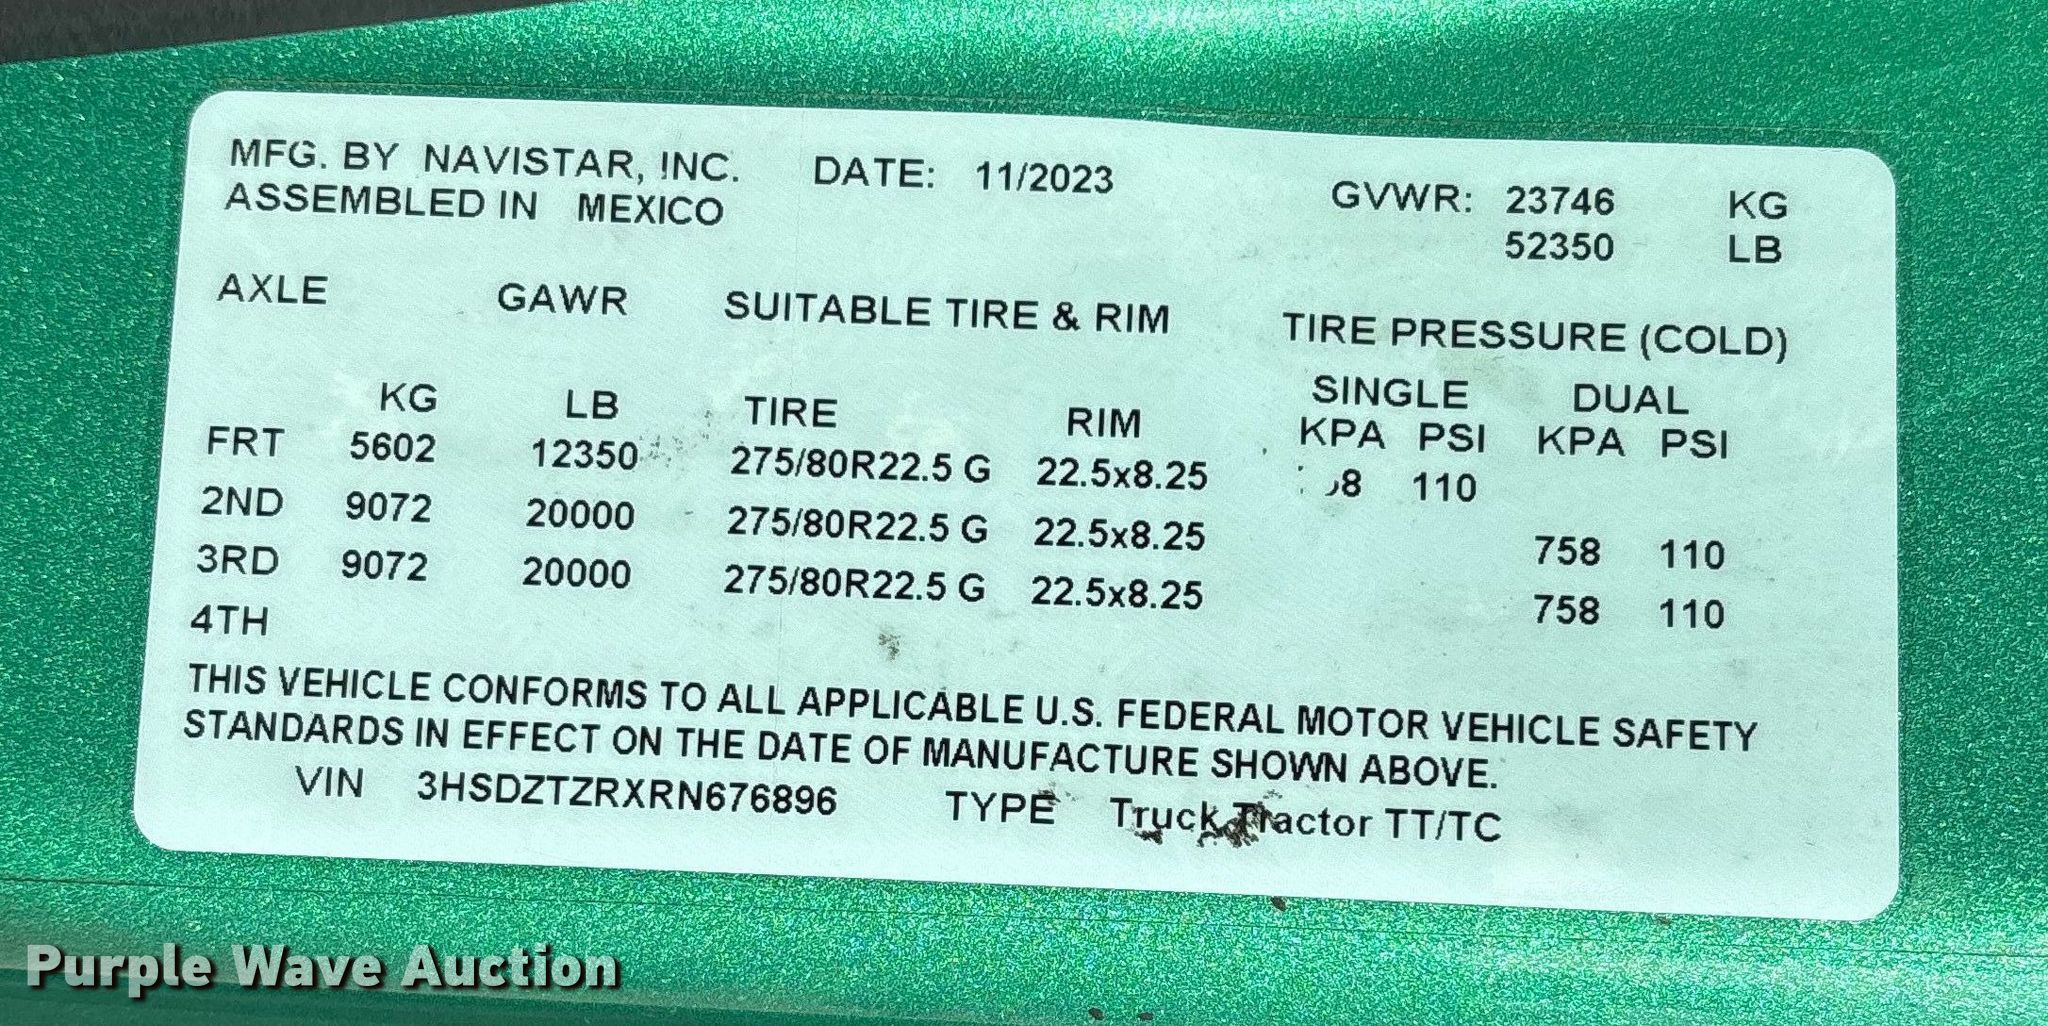 MFG. BY NAVISTAR, INC. DATE: 11/2023 GVWR: 23746 KG
ASSEMBLED IN MEXICO 52350 LB
AXLE GAWR SUITABLE TIRE & RIM TIRE PRESSURE (COLD)
KG LB TIRE RIM SINGLE DUAL
KPA PSI KPA PSI
FRT 5602 12350 275/80R22.5 G 22.5x8.25 110
2ND 9072 20000 275/80R22.5 G 22.5x8.25 758 110
3RD 9072 20000 275/80R22.5 G 22.5x8.25 758 110
4TH
THIS VEHICLE CONFORMS TO ALL APPLICABLE U.S. FEDERAL MOTOR VEHICLE SAFETY
STANDARDS IN EFFECT ON THE DATE OF MANUFACTURE SHOWN ABOVE.
VIN 3HSDZTZRXRN676896 TYPE Truck Tractor TT/TC
Purple Wave Auction